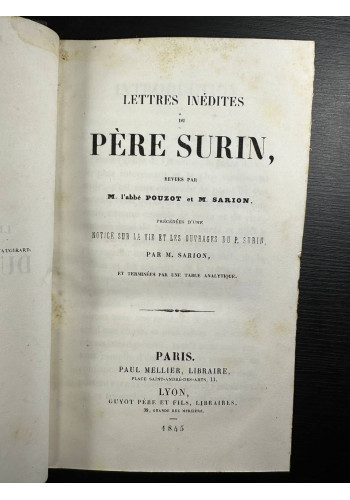 LETTRES INÉDITES
DU
PÈRE SURIN,
REVUES PAR
M. l'abbé POUZOT et M. SARION,
PRÉCÉDÉES D'UNE
NOTICE SUR LA VIE ET LES OUVRAGES DU P. SURIN,
PAR M. SARION,
ET TERMINÉES PAR UNE TABLE ANALYTIQUE.
PARIS.
PAUL MELLIER, LIBRAIRE,
PLACE SAINT-ANDRÉ-DES-ARTS, 11.
LYON,
GUYOT PÈRE ET FILS, LIBRAIRES,
GRANDE RUE MERCIÈRE.
1845